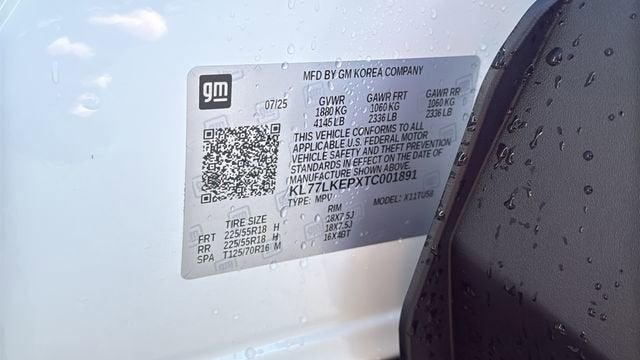 gm
MFD BY GM KOREA COMPANY
07/25 GVWR GAWR FRT GAWR RR
1880 KG 1060 KG 1060 KG
4145 LB 2336 LB 2336 LB
THIS VEHICLE CONFORMS TO ALL
APPLICABLE U.S. FEDERAL MOTOR
VEHICLE SAFETY AND THEFT PREVENTION
STANDARDS IN EFFECT ON THE DATE OF
MANUFACTURE SHOWN ABOVE.
KL77LKEPXTC001891
TYPE: MPV MODEL: X11TU58
TIRE SIZE RIM
FRT 225/55R18 H 18X7.5J
RR 225/55R18 H 18X7.5J
SPA T125/70R16 M 16X4BT